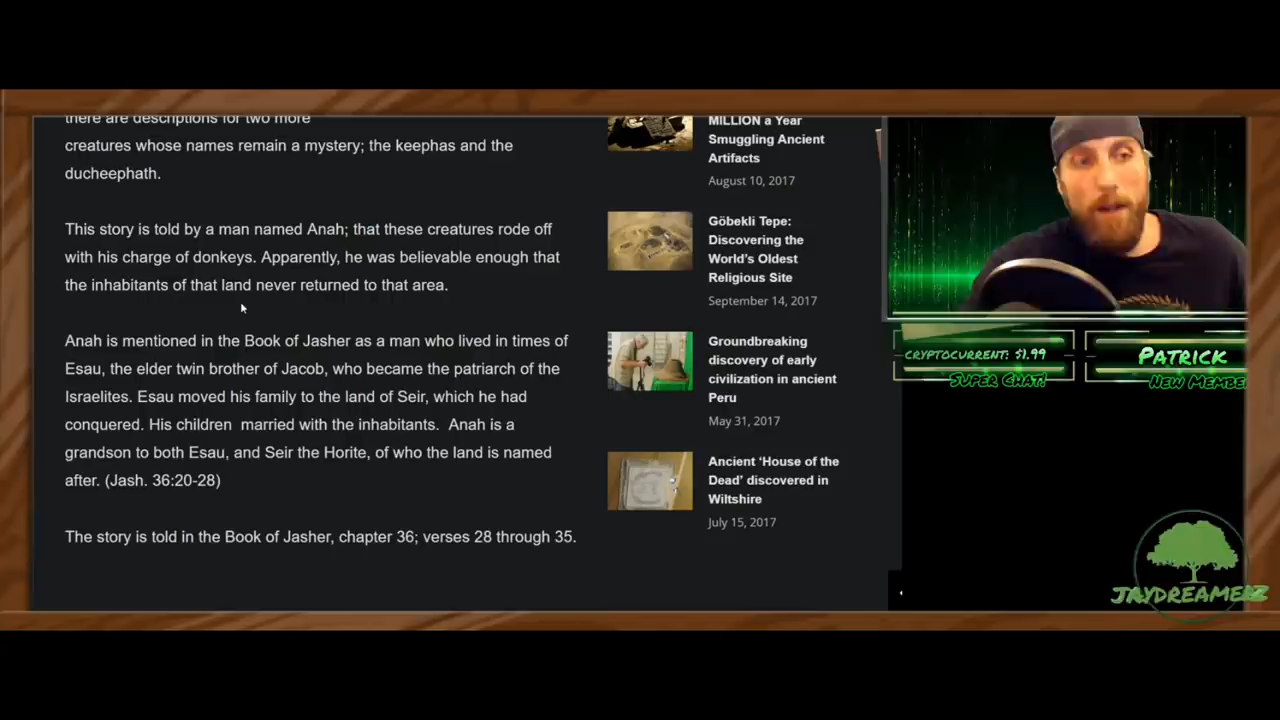 there are descriptions for two more
creatures whose names remain a mystery; the keephas and the
ducheephath.
This story is told by a man named Anah; that these creatures rode off
with his charge of donkeys. Apparently, he was believable enough that
the inhabitants of that land never returned to that area.
Anah is mentioned in the Book of Jasher as a man who lived in times of
Esau, the elder twin brother of Jacob, who became the patriarch of the
Israelites. Esau moved his family to the land of Seir, which he had
conquered. His children married with the inhabitants. Anah is a
grandson to both Esau, and Seir the Horite, of who the land is named
after. (Jash. 36:20-28)
The story is told in the Book of Jasher, chapter 36; verses 28 through 35.
MILLION a Year
Smuggling Ancient
Artifacts
August 10, 2017
Göbekli Tepe:
Discovering the
World's Oldest
Religious Site
September 14, 2017
Groundbreaking
discovery of early
civilization in ancient
Peru
May 31, 2017
Ancient 'House of the
Dead' discovered in
Wiltshire
July 15, 2017
CRYPTOCURRENT: $1.99
SUPER CHAT!
PATRICK
NEW MEMBE
JAYDREAMERZ